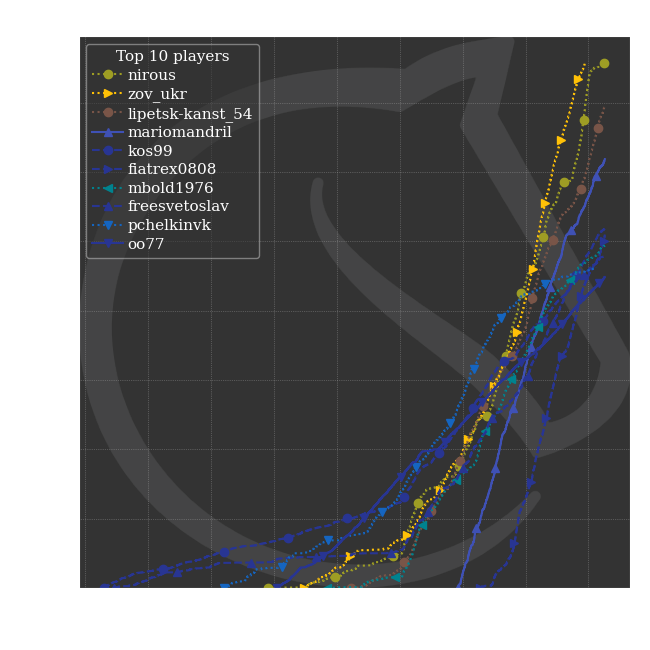 Top 10 players
nirous
zov_ukr
lipetsk-kanst_54
mariomandril
kos99
fiatrex0808
mbold1976
freesvetoslav
pchelkinvk
oo77